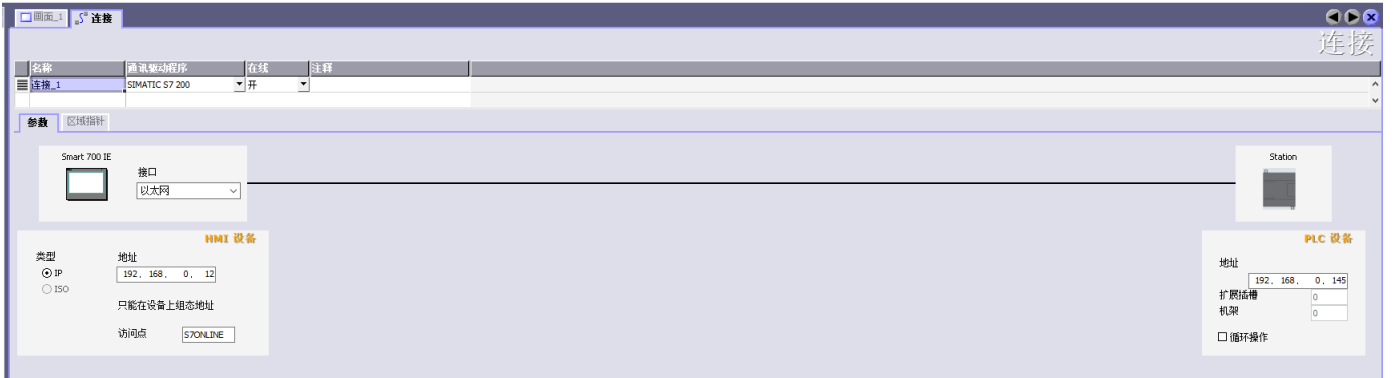 画面_1 连接
连接
名称 通讯驱动程序 在线 注释
连接_1 SIMATIC S7 200 开
参数 区域指针
Smart 700 IE
接口
以太网
Station
HMI 设备
类型
地址
IP
192. 168. 0. 12
ISO
只能在设备上组态地址
访问点
S7ONLINE
PLC 设备
地址
192. 168. 0. 145
扩展插槽 0
机架 0
循环操作